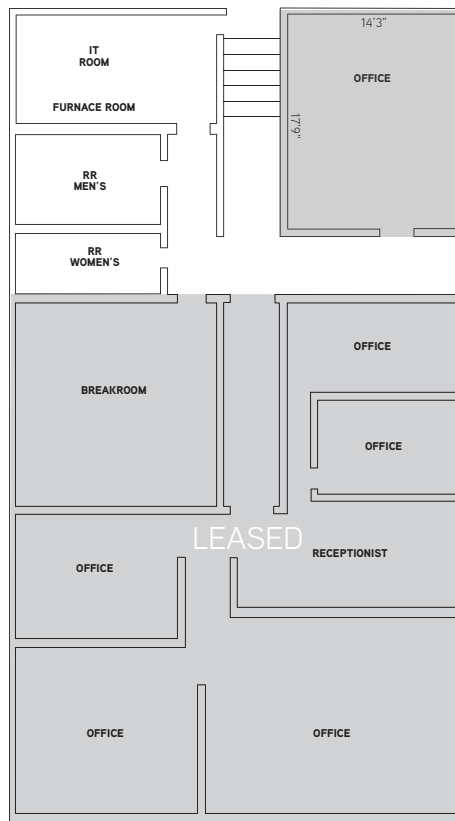 14'3"
IT
ROOM
OFFICE
FURNACE ROOM
17'9"
RR
MEN'S
RR
WOMEN'S
OFFICE
BREAKROOM
OFFICE
LEASED
RECEPTIONIST
OFFICE
OFFICE
OFFICE